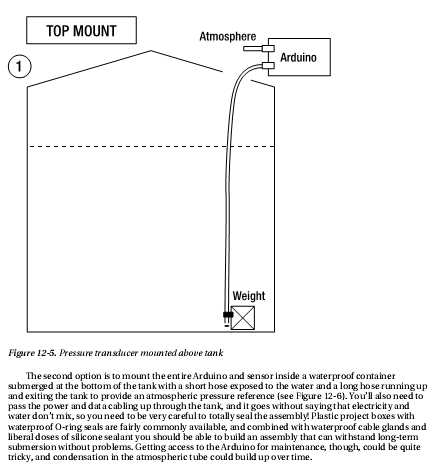 TOP MOUNT
Atmosphere
Arduino
1
Weight
Figure 12-5. Pressure transducer mounted above tank
The second option is to mount the entire Arduino and sensor inside a waterproof container
submerged at the bottom of the tank with a short hose exposed to the water and a long hose running up
and exiting the tank to provide an atmospheric pressure reference (see Figure 12-6). You'll also need to
pass the power and data cabling up through the tank, and it goes without saying that electricity and
water don't mix, so you need to be very careful to totally seal the assembly! Plastic project boxes with
waterproof O-ring seals are fairly commonly available, and combined with waterproof cable glands and
liberal doses of silicone sealant you should be able to build an assembly that can withstand long-term
submersion without problems. Getting access to the Arduino for maintenance, though, could be quite
tricky, and condensation in the atmospheric tube could build up over time.